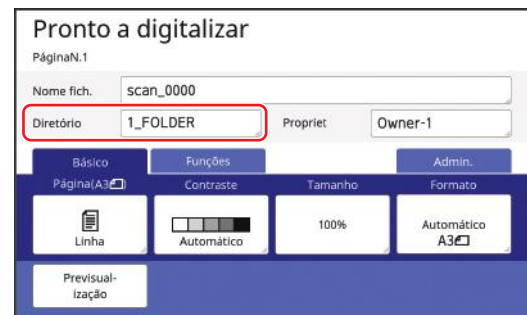 Pronto a digitalizar
PáginaN.1
Nome fich. scan_0000
Diretório 1_FOLDER Propriet Owner-1
Básico Funções Admin.
Página(A3) Contraste Tamanho Formato
Linha Automático 100% Automático
A3
Previsual-
ização